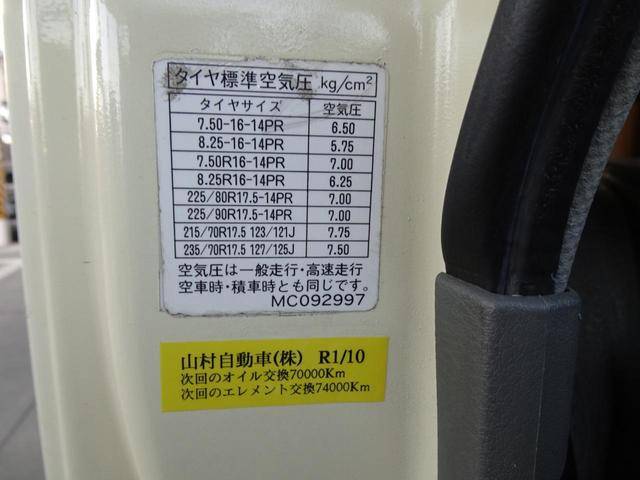 タイヤ標準空気圧 kg/cm²
タイヤサイズ 空気圧
7.50-16-14PR 6.50
8.25-16-14PR 5.75
7.50R16-14PR 7.00
8.25R16-14PR 6.25
225/80R17.5-14PR 7.00
225/90R17.5-14PR 7.00
215/70R17.5 123/121J 7.75
235/70R17.5 127/125J 7.50
空気圧は一般走行・高速走行
空車時・積車時とも同じです。
MC092997
山村自動車(株) R1/10
次回のオイル交換70000Km
次回のエレメント交換74000Km